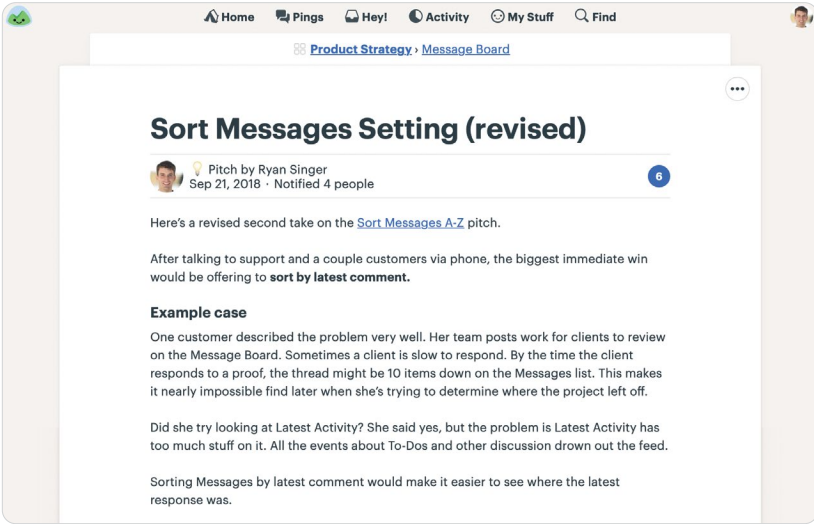 Home Pings Hey! Activity My Stuff Find
Product Strategy › Message Board
Sort Messages Setting (revised)
Pitch by Ryan Singer
Sep 21, 2018 · Notified 4 people
6
Here's a revised second take on the Sort Messages A-Z pitch.
After talking to support and a couple customers via phone, the biggest immediate win
would be offering to sort by latest comment.
Example case
One customer described the problem very well. Her team posts work for clients to review
on the Message Board. Sometimes a client is slow to respond. By the time the client
responds to a proof, the thread might be 10 items down on the Messages list. This makes
it nearly impossible find later when she's trying to determine where the project left off.
Did she try looking at Latest Activity? She said yes, but the problem is Latest Activity has
too much stuff on it. All the events about To-Dos and other discussion drown out the feed.
Sorting Messages by latest comment would make it easier to see where the latest
response was.